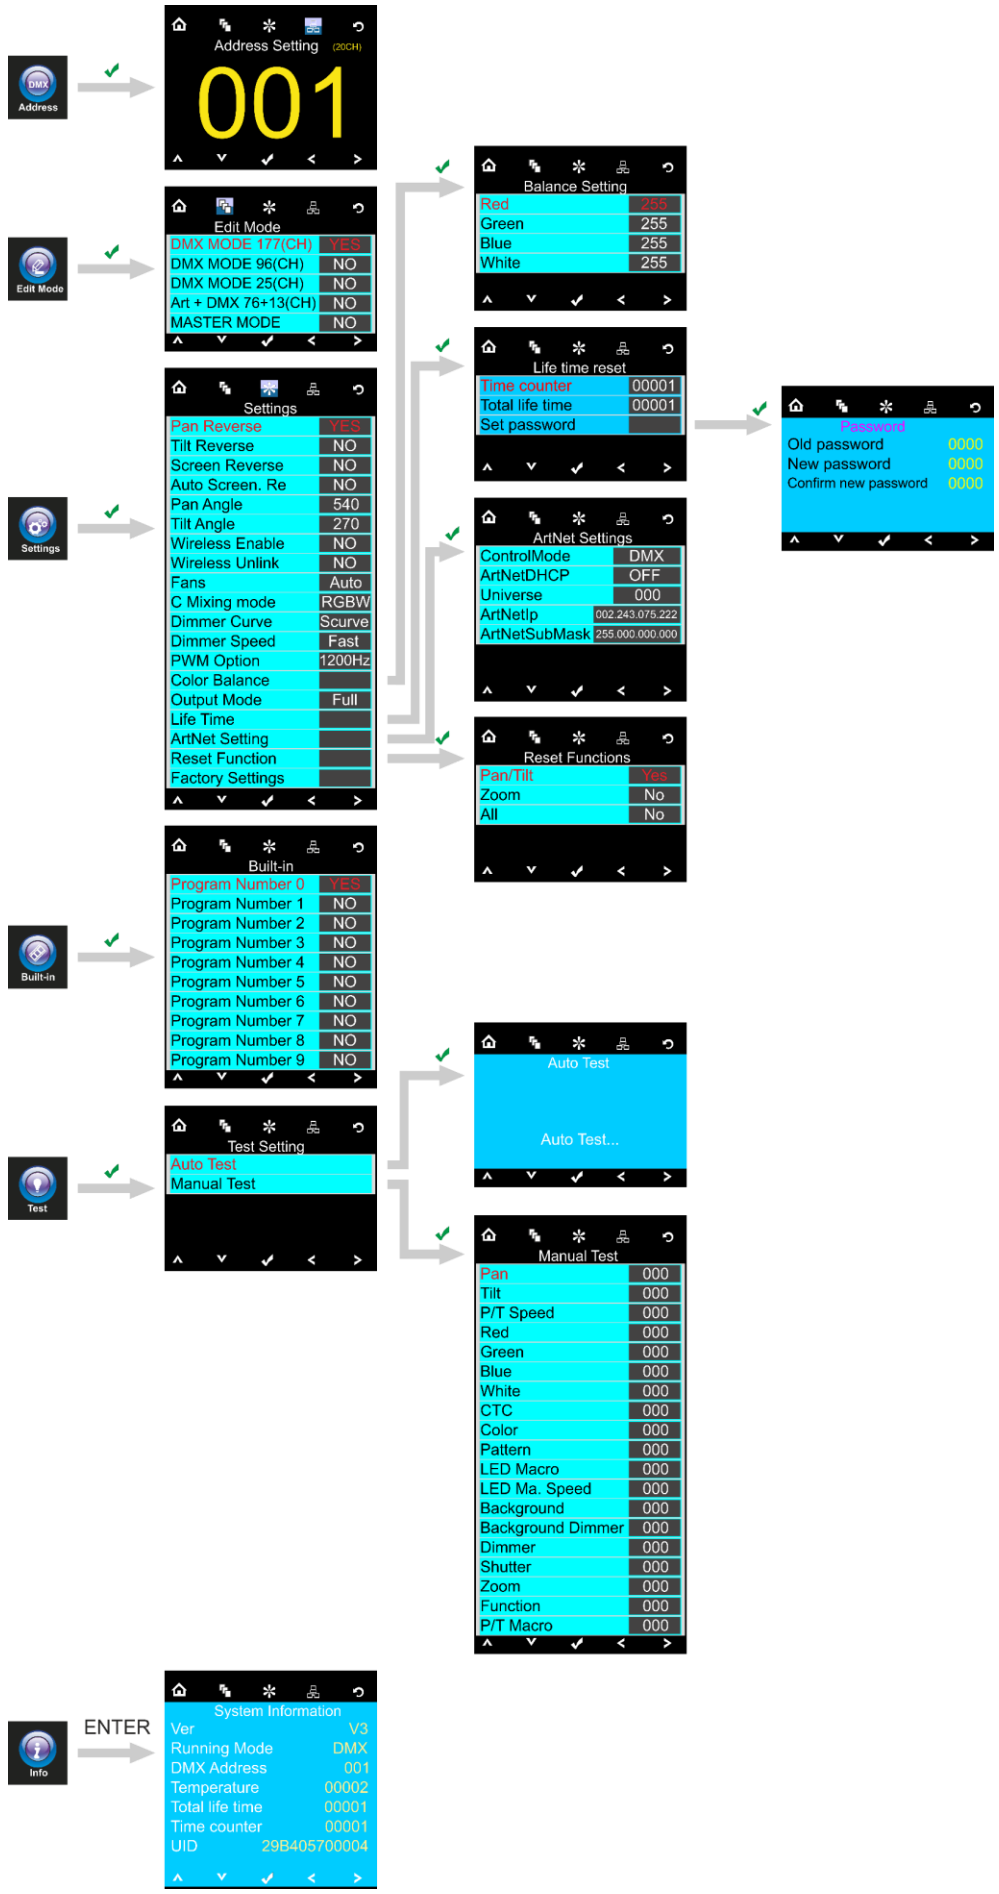 Address Setting (20CH)
001
DMX
Address
Edit Mode
DMX MODE 177(CH) YES
DMX MODE 96(CH) NO
DMX MODE 25(CH) NO
Art + DMX 76+13(CH) NO
MASTER MODE NO
Edit Mode
Balance Setting
Red 255
Green 255
Blue 255
White 255
Settings
Pan Reverse YES
Tilt Reverse NO
Screen Reverse NO
Auto Screen. Re NO
Pan Angle 540
Tilt Angle 270
Wireless Enable NO
Wireless Unlink NO
Fans Auto
C Mixing mode RGBW
Dimmer Curve Scurve
Dimmer Speed Fast
PWM Option 1200Hz
Color Balance
Output Mode Full
Life Time
ArtNet Setting
Reset Function
Factory Settings
Settings
Life time reset
Time counter 00001
Total life time 00001
Set password
Password
Old password 0000
New password 0000
Confirm new password 0000
ArtNet Settings
ControlMode DMX
ArtNetDHCP OFF
Universe 000
ArtNetIp 002.243.075.222
ArtNetSubMask 255.000.000.000
Reset Functions
Pan/Tilt Yes
Zoom No
All No
Built-in
Program Number 0 YES
Program Number 1 NO
Program Number 2 NO
Program Number 3 NO
Program Number 4 NO
Program Number 5 NO
Program Number 6 NO
Program Number 7 NO
Program Number 8 NO
Program Number 9 NO
Built-in
Test Setting
Auto Test
Manual Test
Test
Auto Test
Auto Test...
Manual Test
Pan 000
Tilt 000
P/T Speed 000
Red 000
Green 000
Blue 000
White 000
CTC 000
Color 000
Pattern 000
LED Macro 000
LED Ma. Speed 000
Background 000
Background Dimmer 000
Dimmer 000
Shutter 000
Zoom 000
Function 000
P/T Macro 000
Info
ENTER
System Information
Ver V3
Running Mode DMX
DMX Address 001
Temperature 00002
Total life time 00001
Time counter 00001
UID 29B405700004